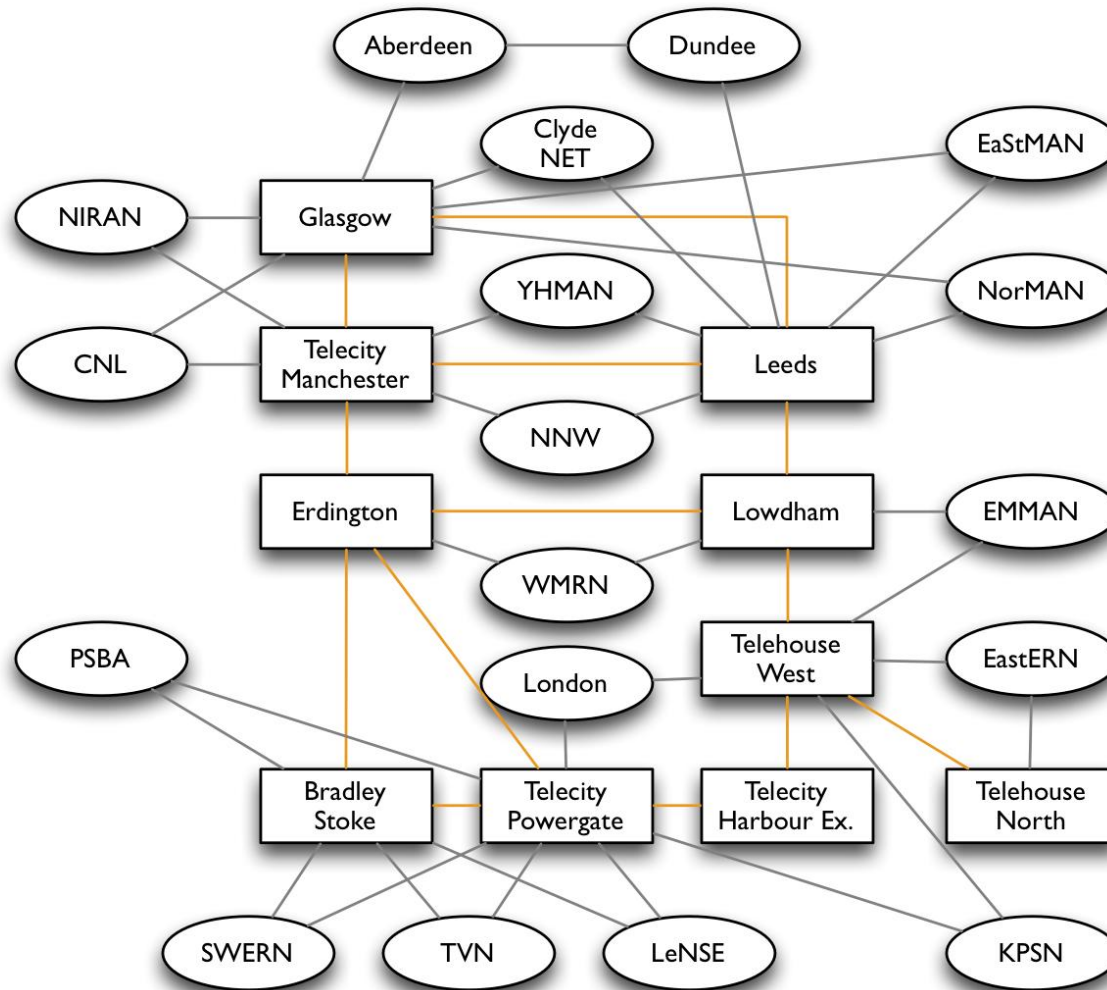 Aberdeen
Dundee
Clyde
NET
EaStMAN
NIRAN
Glasgow
YHMAN
NorMAN
CNL
Telecity
Manchester
Leeds
NNW
Erdington
Lowdham
EMMAN
WMRN
PSBA
London
Telehouse
West
EastERN
Bradley
Stoke
Telecity
Powergate
Telecity
Harbour Ex.
Telehouse
North
SWERN
TVN
LeNSE
KPSN